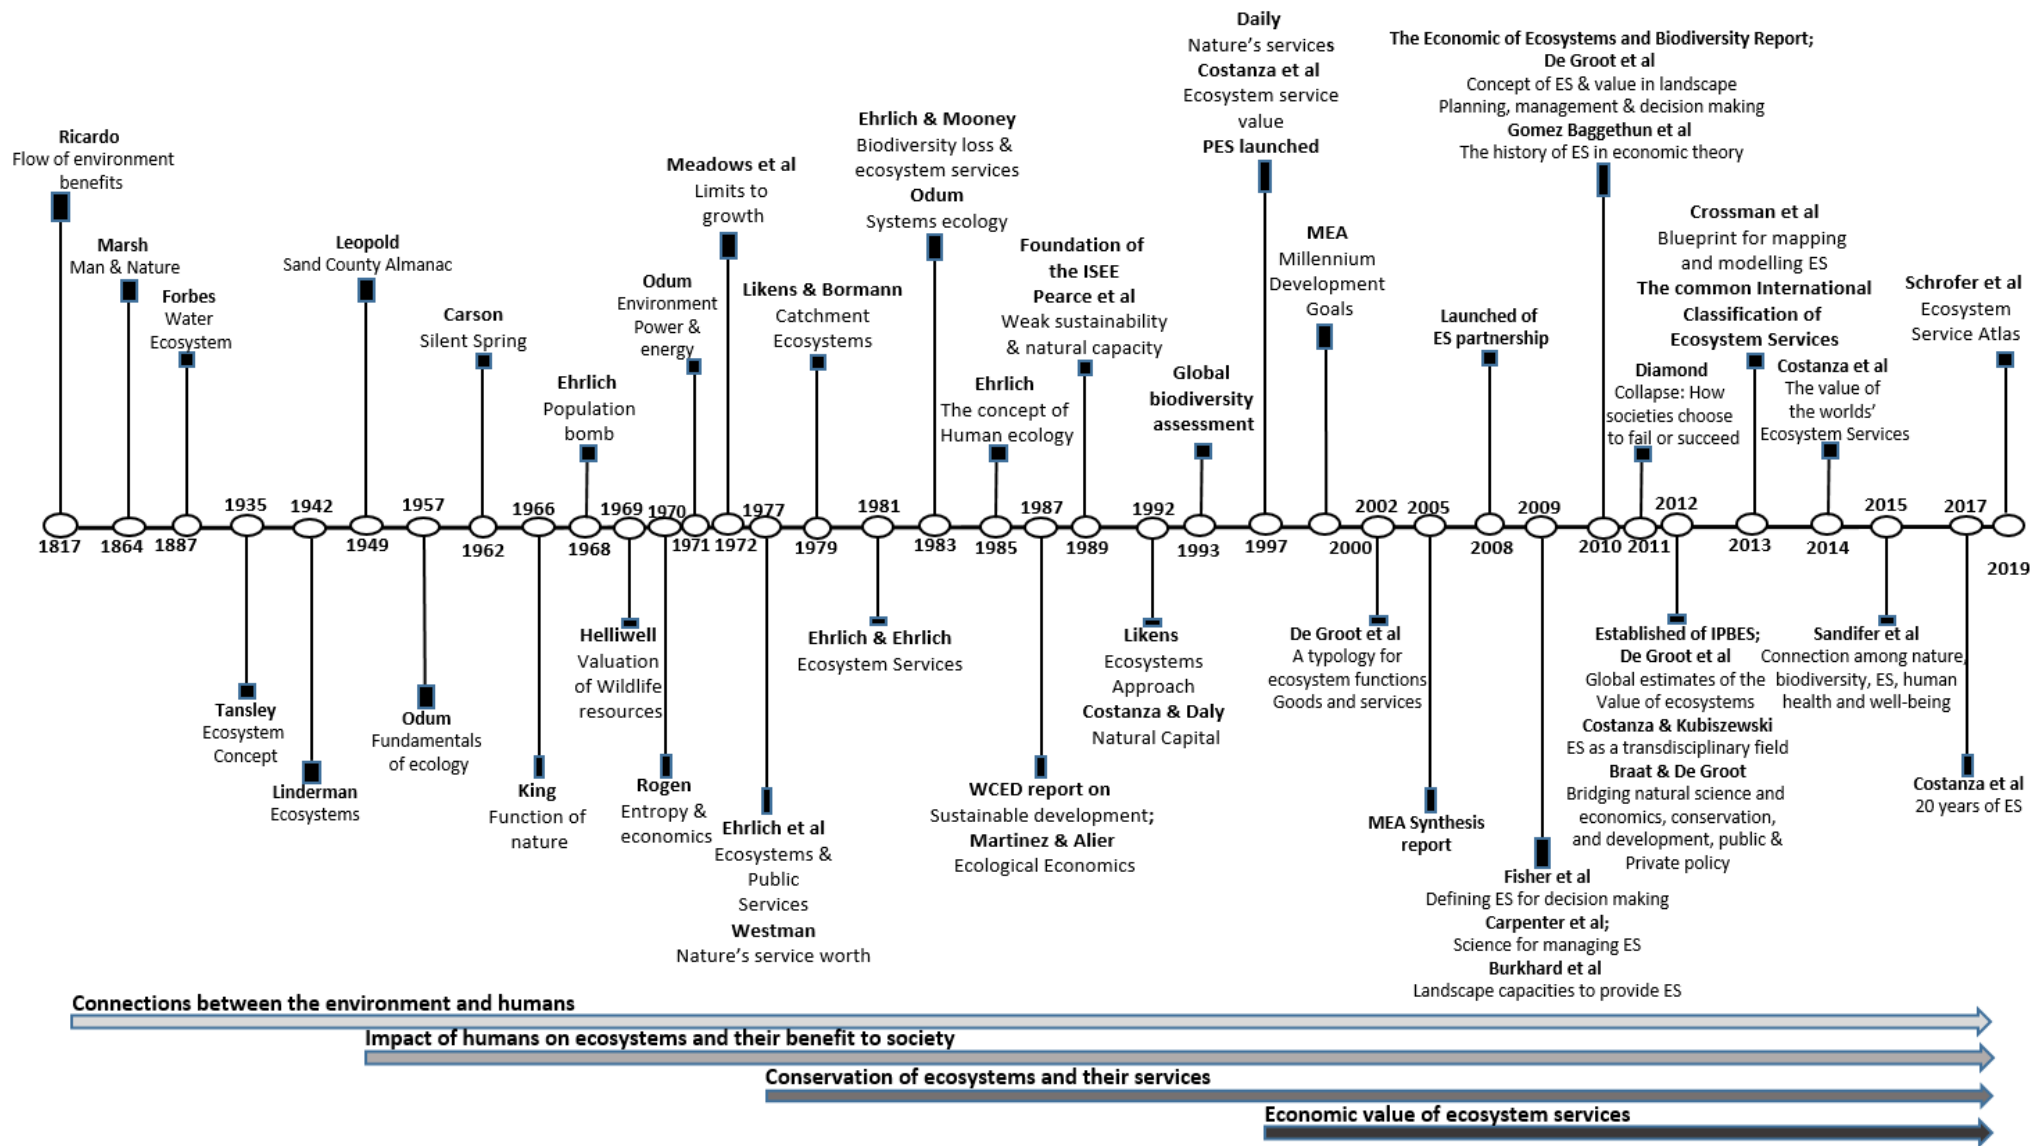 Ricardo
Flow of environment
benefits
Marsh
Man & Nature
Forbes
Water
Ecosystem
Leopold
Sand County Almanac
Carson
Silent Spring
Ehrlich
Population
bomb
Odum
Environment
Power &
energy
Meadows et al
Limits to
growth
Likens & Bormann
Catchment
Ecosystems
Ehrlich & Mooney
Biodiversity loss &
ecosystem services
Odum
Systems ecology
Ehrlich
The concept of
Human ecology
Foundation of
the ISEE
Pearce et al
Weak sustainability
& natural capacity
Global
biodiversity
assessment
Daily
Nature's services
Costanza et al
Ecosystem service
value
PES launched
MEA
Millennium
Development
Goals
Launched of
ES partnership
The Economic of Ecosystems and Biodiversity Report;
De Groot et al
Concept of ES & value in landscape
Planning, management & decision making
Gomez Baggethun et al
The history of ES in economic theory
Diamond
Collapse: How
societies choose
to fail or succeed
Crossman et al
Blueprint for mapping
and modelling ES
The common International
Classification of
Ecosystem Services
Costanza et al
The value of
the worlds'
Ecosystem Services
Schrofer et al
Ecosystem
Service Atlas
1817
1864
1887
1935
1942
1949
1957
1962
1966
1968
1969
1970
1971
1972
1977
1979
1981
1983
1985
1987
1989
1992
1993
1997
2000
2002
2005
2008
2009
2010
2011
2012
2013
2014
2015
2017
2019
Tansley
Ecosystem
Concept
Linderman
Ecosystems
Odum
Fundamentals
of ecology
King
Function of
nature
Helliwell
Valuation
of Wildlife
resources
Rogen
Entropy &
economics
Ehrlich et al
Ecosystems &
Public
Services
Westman
Nature's service worth
Ehrlich & Ehrlich
Ecosystem Services
WCED report on
Sustainable development;
Martinez & Alier
Ecological Economics
Likens
Ecosystems
Approach
Costanza & Daly
Natural Capital
De Groot et al
A typology for
ecosystem functions
Goods and services
MEA Synthesis
report
Fisher et al
Defining ES for decision making
Carpenter et al;
Science for managing ES
Burkhard et al
Landscape capacities to provide ES
Established of IPBES;
De Groot et al
Global estimates of the
Value of ecosystems
Costanza & Kubiszewski
ES as a transdisciplinary field
Braat & De Groot
Bridging natural science and
economics, conservation,
and development, public &
Private policy
Sandifer et al
Connection among nature,
biodiversity, ES, human
health and well-being
Costanza et al
20 years of ES
Connections between the environment and humans
Impact of humans on ecosystems and their benefit to society
Conservation of ecosystems and their services
Economic value of ecosystem services